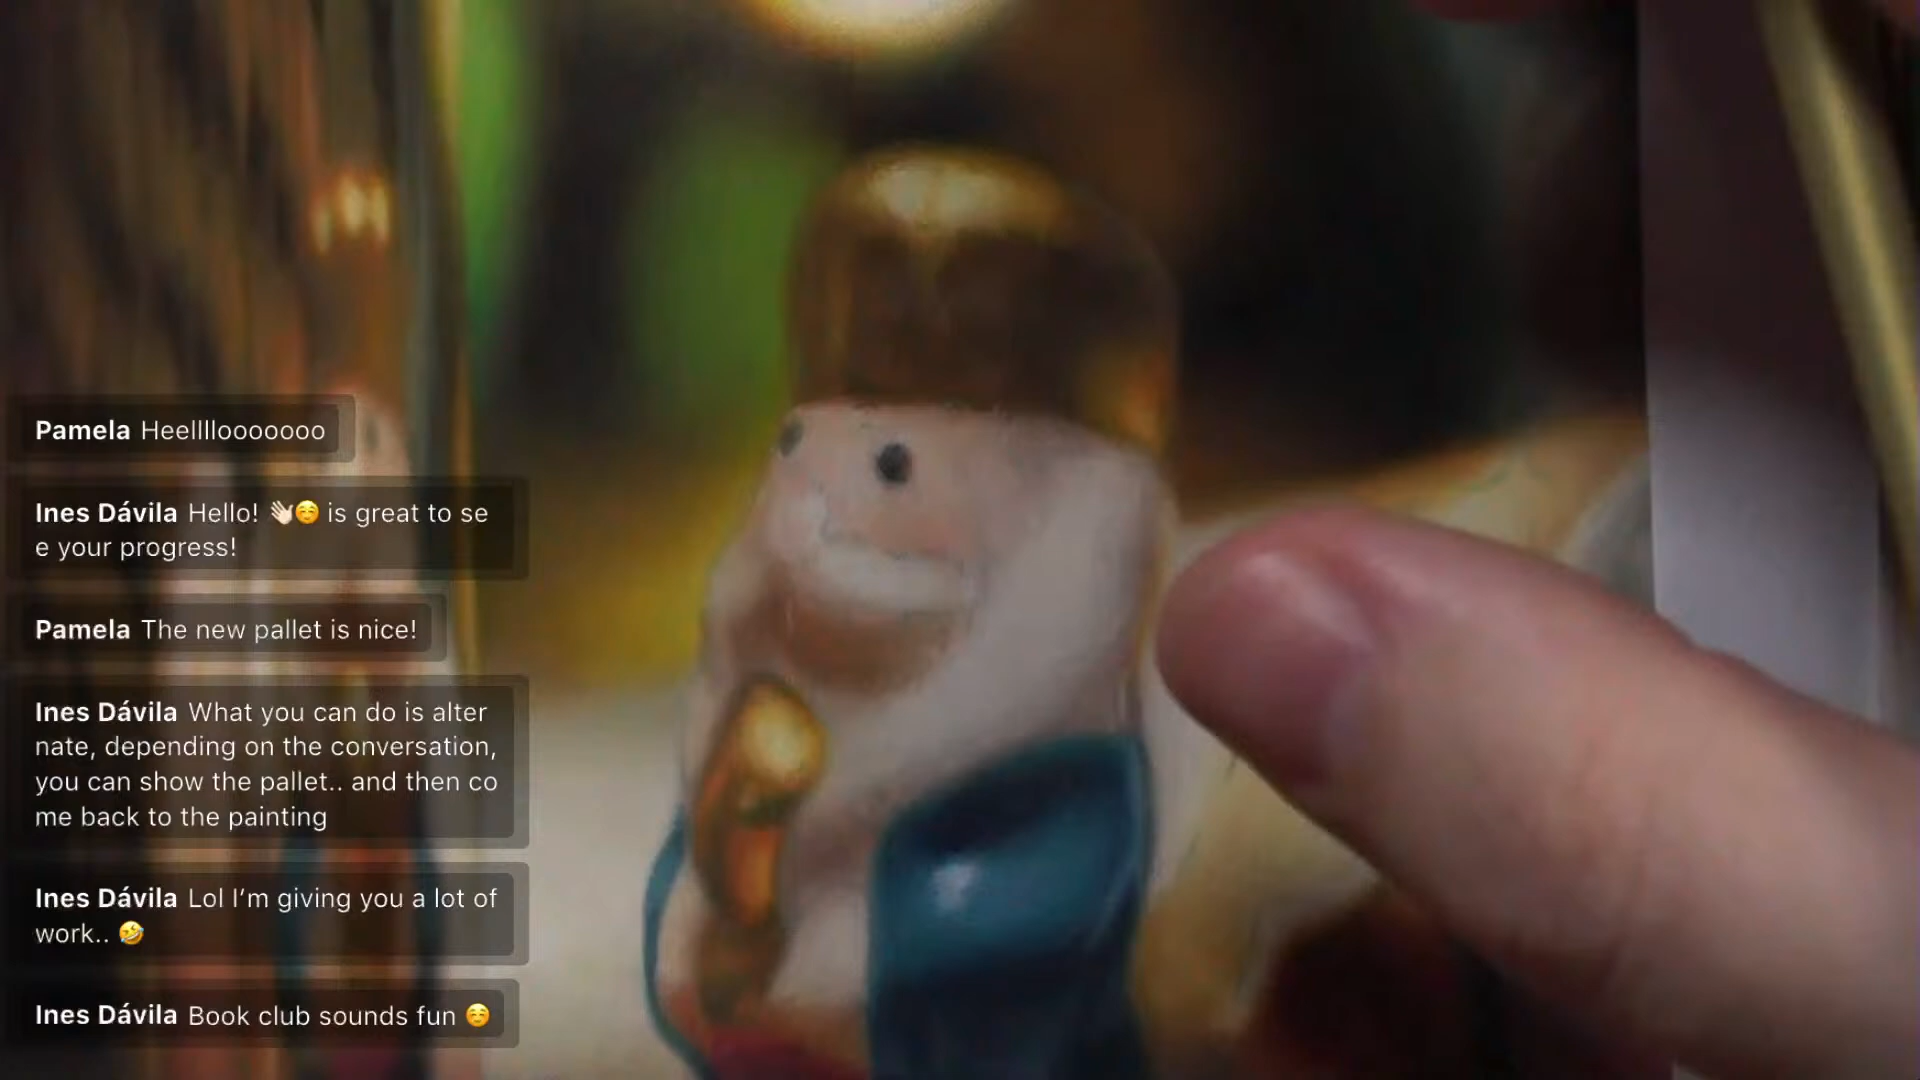 Pamela Heellllooooooo
Ines Dávila Hello! 👋🏻☺️ is great to se
e your progress!
Pamela The new pallet is nice!
Ines Dávila What you can do is alter
nate, depending on the conversation,
you can show the pallet.. and then co
me back to the painting
Ines Dávila Lol I’m giving you a lot of
work.. 🤣
Ines Dávila Book club sounds fun ☺️